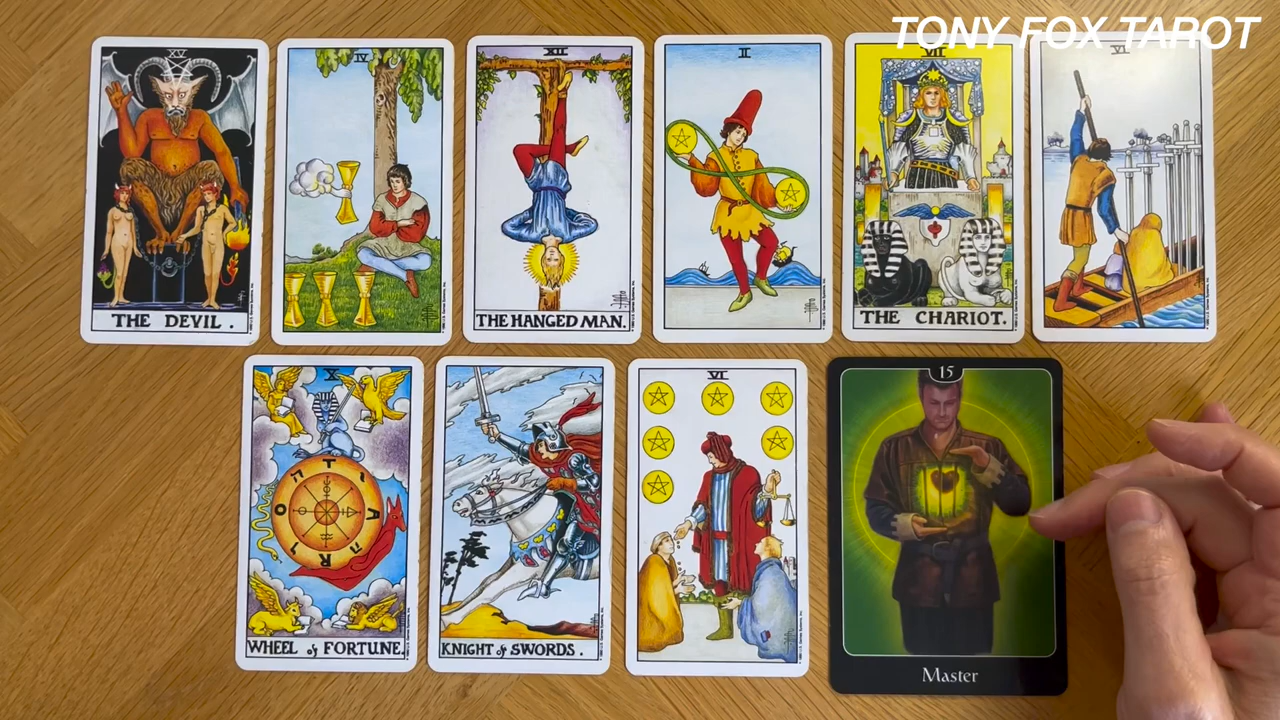 TONY FOX TAROT
XV
IV
XII
II
VII
VI
THE DEVIL.
THE HANGED MAN.
THE CHARIOT.
X
VI
15
T A R O
WHEEL of FORTUNE.
KNIGHT of SWORDS.
Master